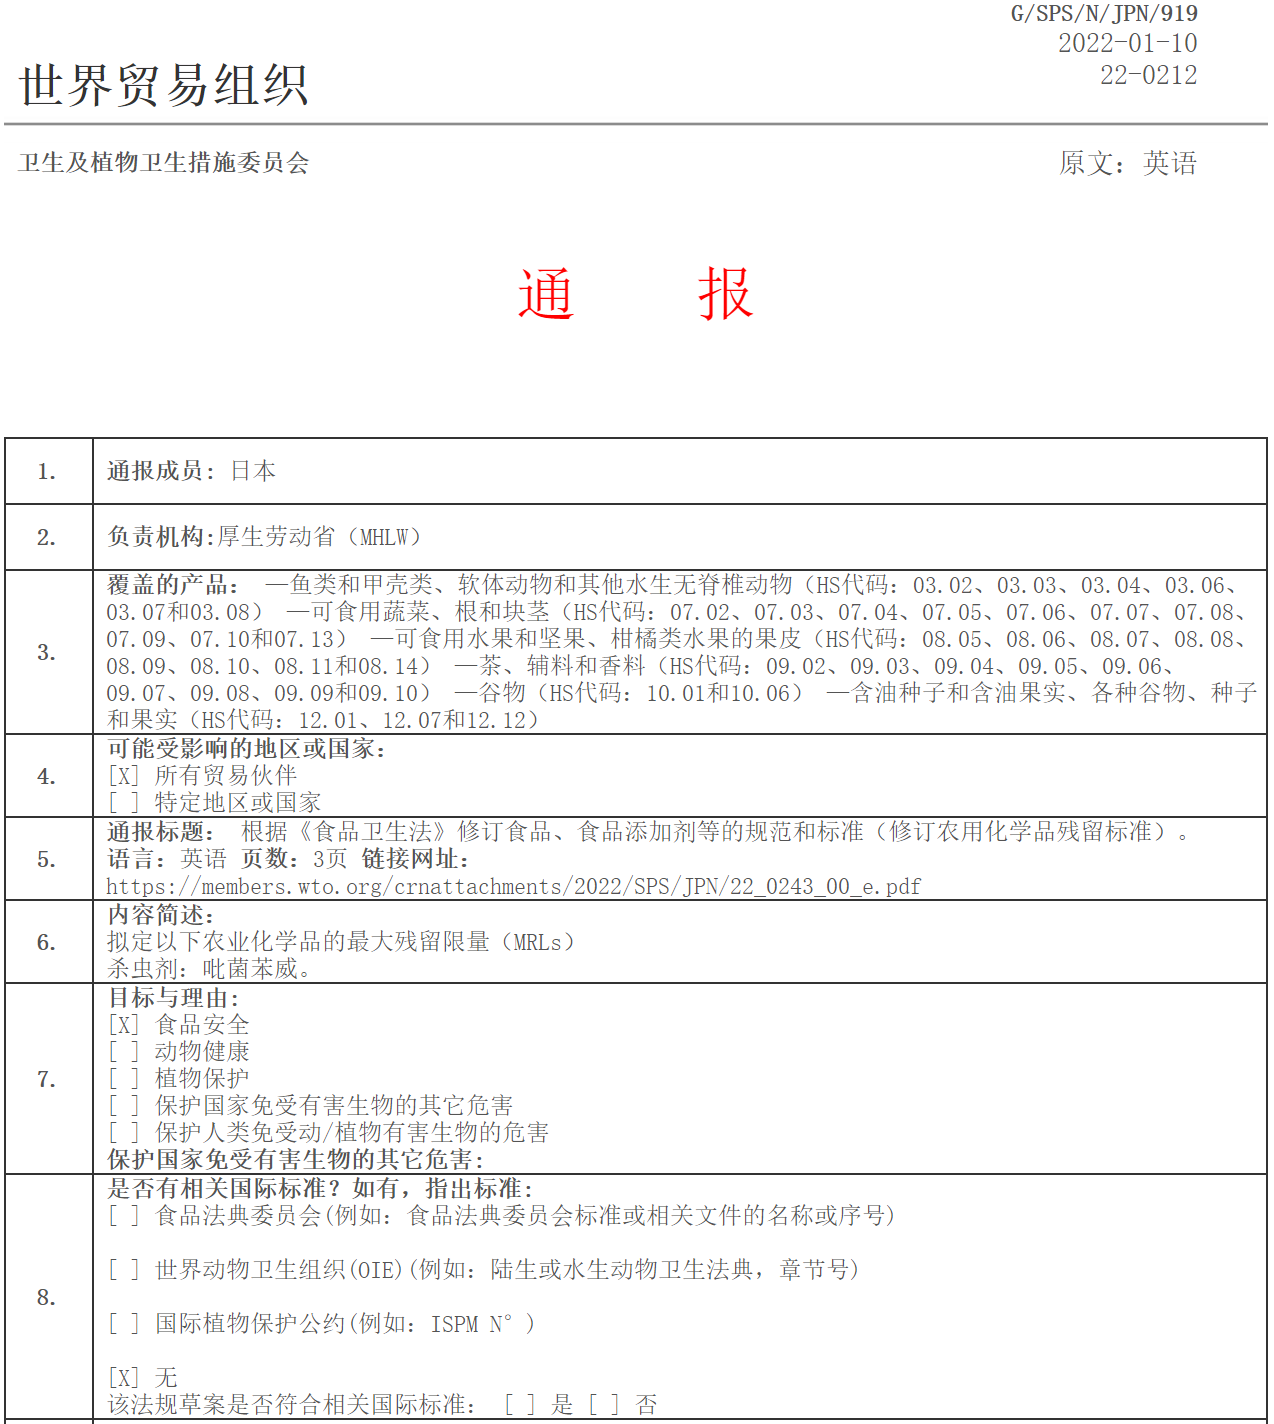 G/SPS/N/JPN/919
2022-01-10
22-0212
世界贸易组织
卫生及植物卫生措施委员会
原文：英语
通 报
1.
通报成员：日本
2.
负责机构:厚生劳动省（MHLW）
3.
覆盖的产品： —鱼类和甲壳类、软体动物和其他水生无脊椎动物（HS代码：03.02、03.03、03.04、03.06、
03.07和03.08） —可食用蔬菜、根和块茎（HS代码：07.02、07.03、07.04、07.05、07.06、07.07、07.08、
07.09、07.10和07.13） —可食用水果和坚果、柑橘类水果的果皮（HS代码：08.05、08.06、08.07、08.08、
08.09、08.10、08.11和08.14） —茶、辅料和香料（HS代码：09.02、09.03、09.04、09.05、09.06、
09.07、09.08、09.09和09.10） —谷物（HS代码：10.01和10.06） —含油种子和含油果实、各种谷物、种子
和果实（HS代码：12.01、12.07和12.12）
4.
可能受影响的地区或国家：
[X] 所有贸易伙伴
[ ] 特定地区或国家
5.
通报标题： 根据《食品卫生法》修订食品、食品添加剂等的规范和标准（修订农用化学品残留标准）。
语言：英语 页数：3页 链接网址：
https://members.wto.org/crnattachments/2022/SPS/JPN/22_0243_00_e.pdf
6.
内容简述：
拟定以下农业化学品的最大残留限量（MRLs）
杀虫剂：吡菌苯威。
7.
目标与理由:
[X] 食品安全
[ ] 动物健康
[ ] 植物保护
[ ] 保护国家免受有害生物的其它危害
[ ] 保护人类免受动/植物有害生物的危害
保护国家免受有害生物的其它危害:
8.
是否有相关国际标准？如有，指出标准:
[ ] 食品法典委员会(例如：食品法典委员会标准或相关文件的名称或序号)
[ ] 世界动物卫生组织(OIE)(例如：陆生或水生动物卫生法典，章节号)
[ ] 国际植物保护公约(例如：ISPM N°)
[X] 无
该法规草案是否符合相关国际标准： [ ] 是 [ ] 否